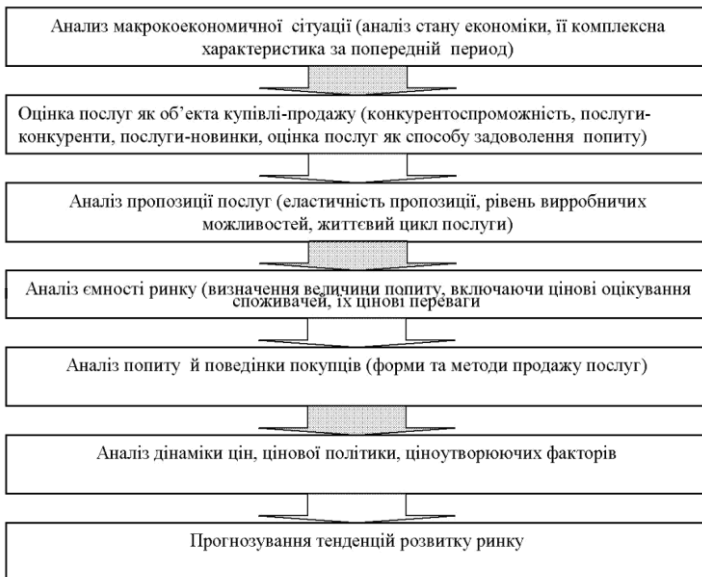 Анализ макрокоекономичної ситуації (аналіз стану економіки, її комплексна
характеристика за попередній період)
Оцінка послуг як об’єкта купівлі-продажу (конкурентоспроможність, послуги-
конкуренти, послуги-новинки, оцінка послуг як способу задоволення попиту)
Аналіз пропозиції послуг (еластичність пропозиції, рівень вирробничих
можливостей, життєвий цикл послуги)
Аналіз ємності ринку (визначення величини попиту, включаючи цінові оцікування
споживачей, їх цінові переваги
Аналіз попиту й поведінки покупців (форми та методи продажу послуг)
Аналіз дінаміки цін, цінової політики, ціноутворюючих факторів
Прогнозування тенденцій розвитку ринку